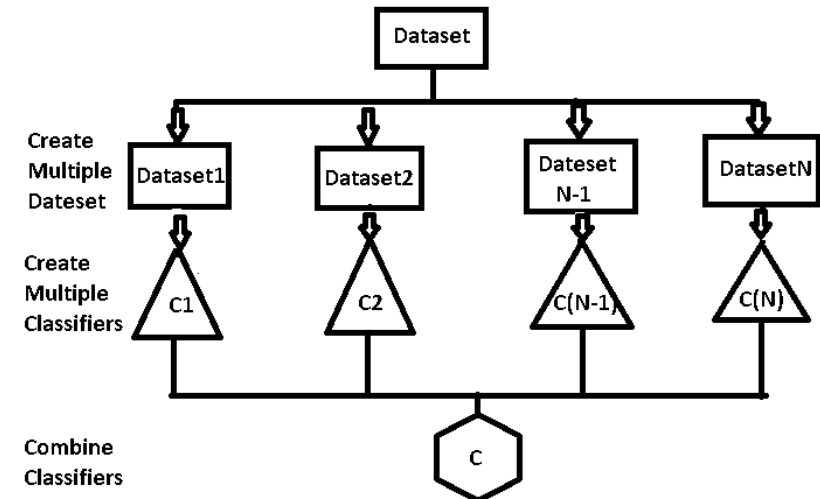 Dataset
Create
Multiple
Dateset
Dataset1
Dataset2
Dateset
N-1
DatasetN
Create
Multiple
Classifiers
C1
C2
C(N-1)
C(N)
Combine
Classifiers
C